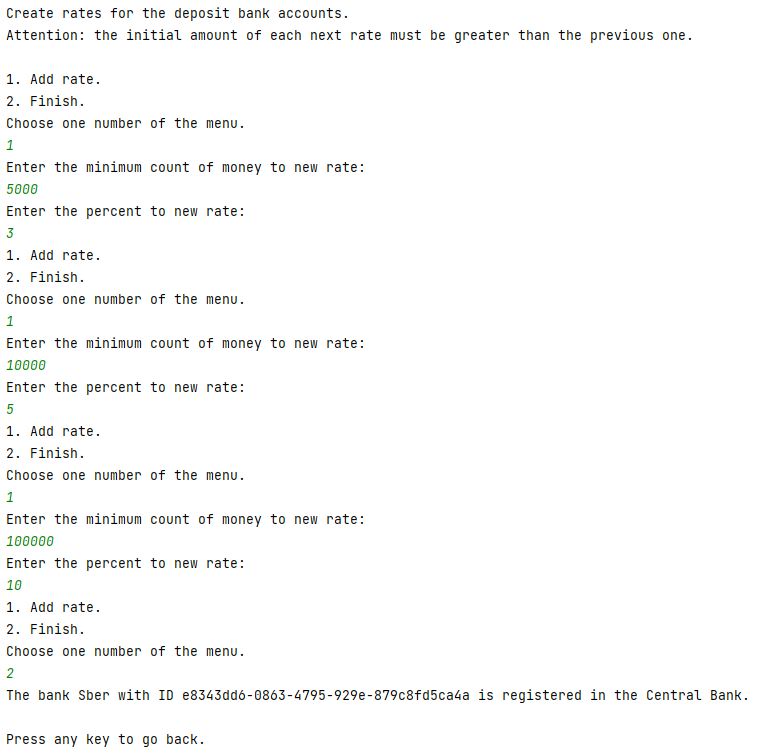 Create rates for the deposit bank accounts.
Attention: the initial amount of each next rate must be greater than the previous one.
1. Add rate.
2. Finish.
Choose one number of the menu.
1
Enter the minimum count of money to new rate:
5000
Enter the percent to new rate:
3
1. Add rate.
2. Finish.
Choose one number of the menu.
1
Enter the minimum count of money to new rate:
10000
Enter the percent to new rate:
5
1. Add rate.
2. Finish.
Choose one number of the menu.
1
Enter the minimum count of money to new rate:
100000
Enter the percent to new rate:
10
1. Add rate.
2. Finish.
Choose one number of the menu.
2
The bank Sber with ID e8343dd6-0863-4795-929e-879c8fd5ca4a is registered in the Central Bank.
Press any key to go back.